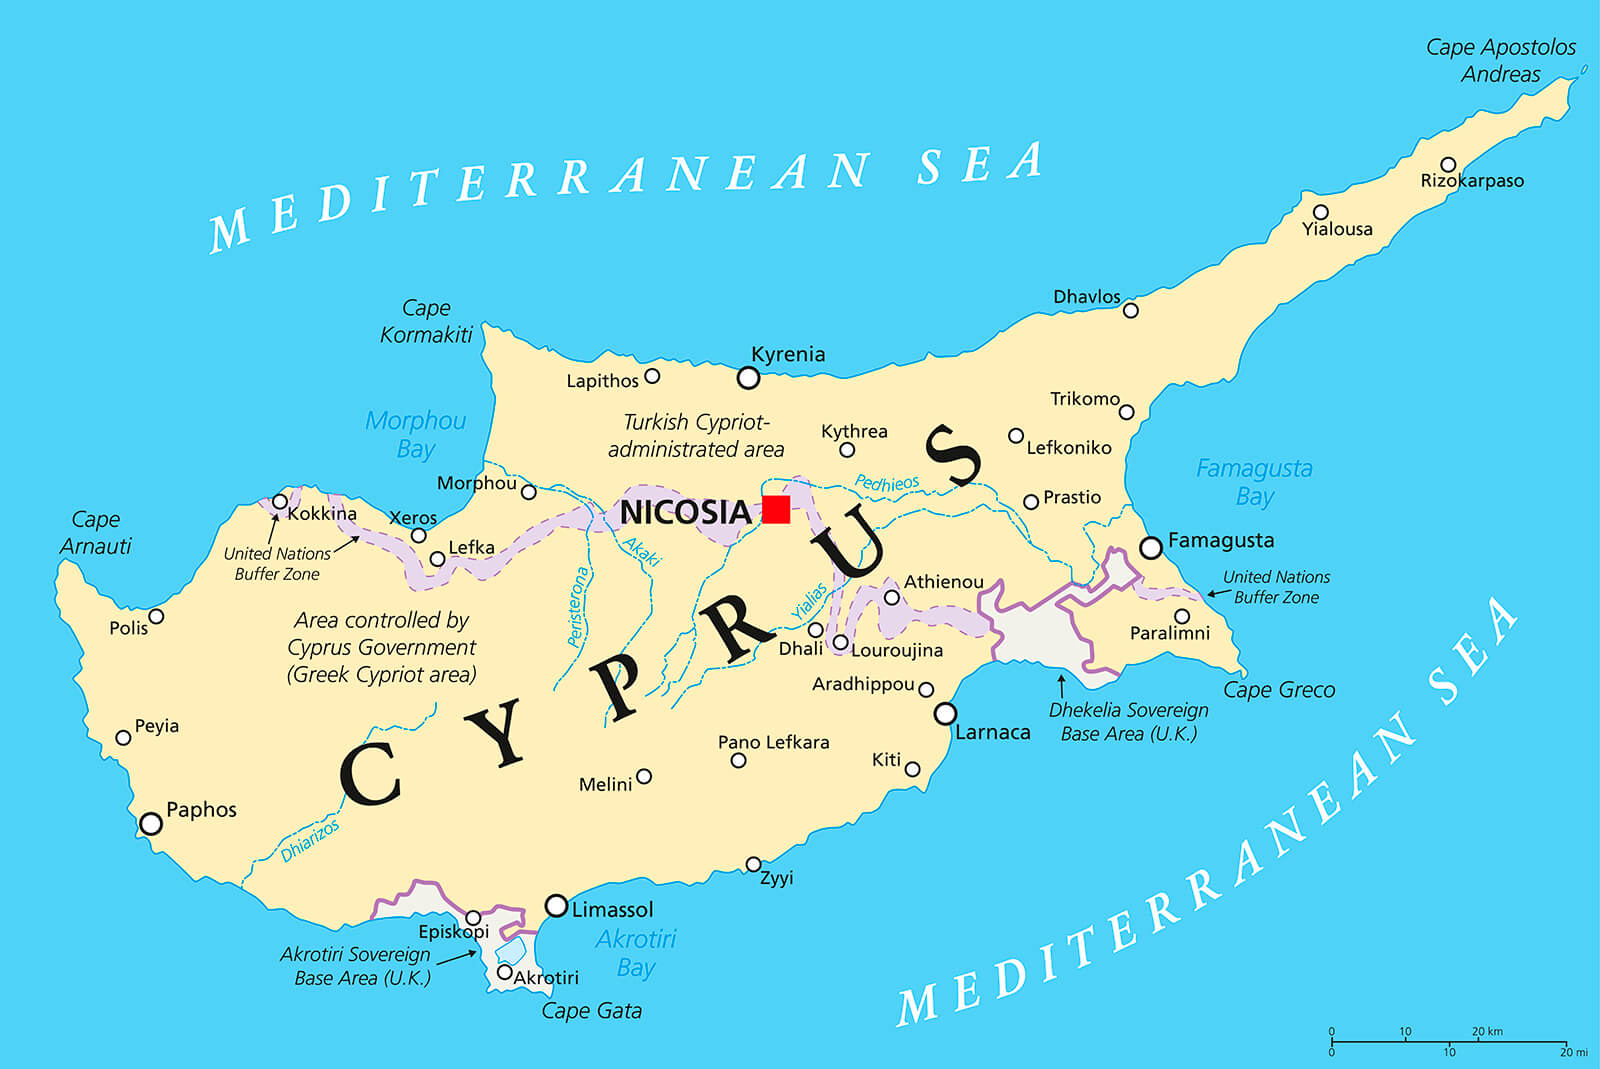 Cape Apostolos
Andreas
MEDITERRANEAN SEA
Rizokarpaso
Yialousa
Dhavlos
Cape
Kormakiti
Kyrenia
Lapithos
Trikomo
Morphou
Bay
Turkish Cypriot-
administrated area
Kythrea
Lefkoniko
Famagusta
Bay
Morphou
Pedhieos
Prastio
Kokkina
Xeros
NICOSIA
Cape
Arnauti
Lefka
Akaki
Famagusta
United Nations
Buffer Zone
Peristerona
Yialias
Athienou
United Nations
Buffer Zone
Polis
Area controlled by
Cyprus Government
(Greek Cypriot area)
Dhali
Louroujina
Paralimni
CYPRUS
Aradhippou
Cape Greco
Peyia
Larnaca
Dhekelia Sovereign
Base Area (U.K.)
Pano Lefkara
Kiti
Melini
Paphos
Dhiarizos
Zyyi
Limassol
Episkopi
Akrotiri
Bay
Akrotiri Sovereign
Base Area (U.K.)
Akrotiri
Cape Gata
MEDITERRANEAN SEA
0 10 20 km
0 10 20 mi